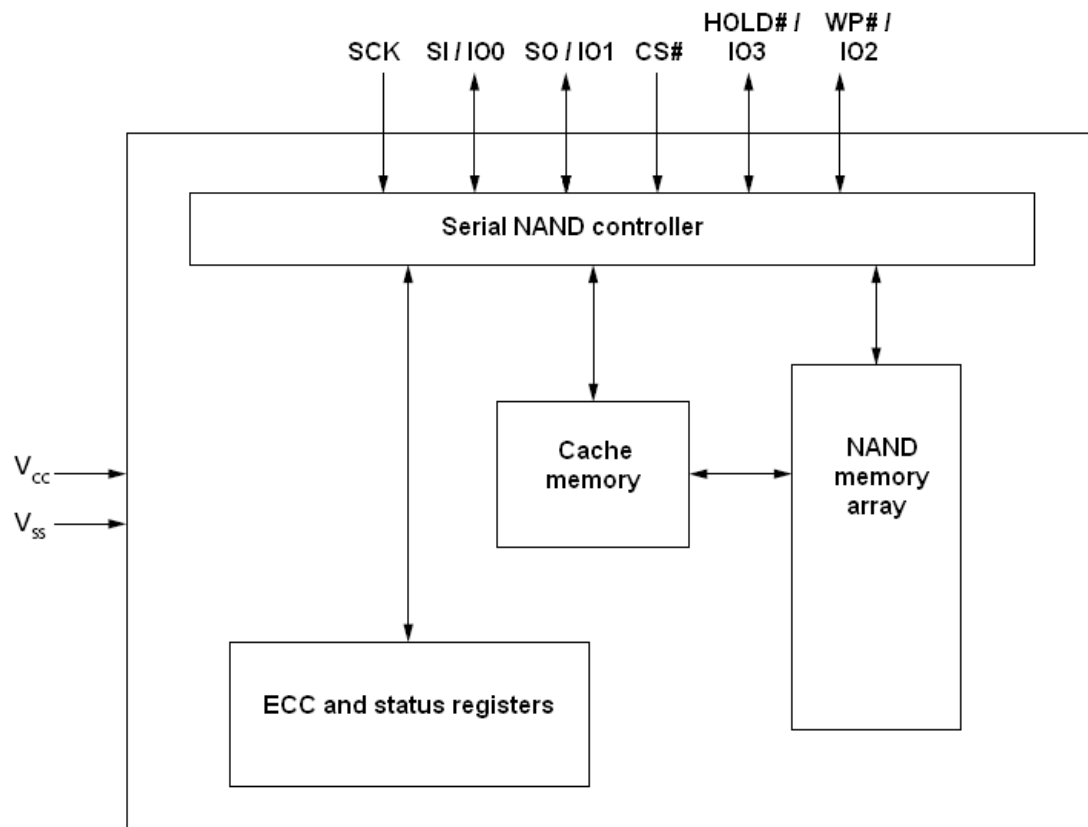 SCK SI / IO0 SO / IO1 CS# HOLD# / IO3 WP# / IO2
Serial NAND controller
Cache
memory
NAND
memory
array
Vcc
Vss
ECC and status registers